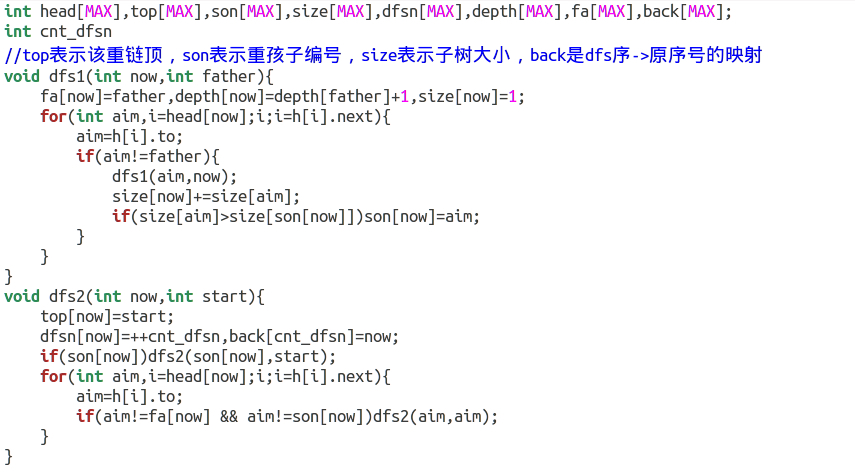 int head[MAX],top[MAX],son[MAX],size[MAX],dfsn[MAX],depth[MAX],fa[MAX],back[MAX];
int cnt_dfsn
//top表示该重链顶，son表示重孩子编号，size表示子树大小，back是dfs序->原序号的映射
void dfs1(int now,int father){
    fa[now]=father,depth[now]=depth[father]+1,size[now]=1;
    for(int aim,i=head[now];i;i=h[i].next){
        aim=h[i].to;
        if(aim!=father){
            dfs1(aim,now);
            size[now]+=size[aim];
            if(size[aim]>size[son[now]])son[now]=aim;
        }
    }
}
void dfs2(int now,int start){
    top[now]=start;
    dfsn[now]=++cnt_dfsn,back[cnt_dfsn]=now;
    if(son[now])dfs2(son[now],start);
    for(int aim,i=head[now];i;i=h[i].next){
        aim=h[i].to;
        if(aim!=fa[now] && aim!=son[now])dfs2(aim,aim);
    }
}